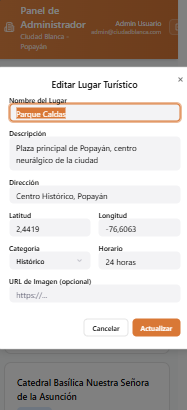 Panel de
Administrador
Ciudad Blanca -
Popayán
Admin Usuario
admin@ciudadblanca.com
Editar Lugar Turístico
Nombre del Lugar
Parque Caldas
Descripción
Plaza principal de Popayán, centro
neurálgico de la ciudad
Dirección
Centro Histórico, Popayán
Latitud
Longitud
2,4419
-76,6063
Categoría
Horario
Histórico
24 horas
URL de Imagen (opcional)
https://...
Cancelar
Actualizar
Catedral Basílica Nuestra Señora
de la Asunción